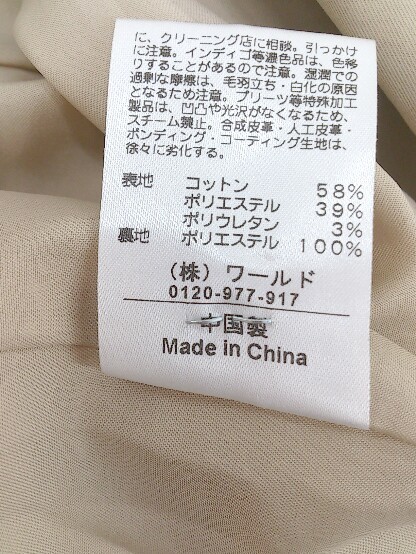 に、クリーニング店に相談。引っかけ
に注意。インディゴ等濃色品は、色移
りすることがあるので注意。湿潤での
過剰な摩擦は、毛羽立ち・白化の原因
となるため注意。プリーツ等特殊加工
製品は、凹凸や光沢がなくなるため、
スチーム禁止。合成皮革・人工皮革・
ボンディング・コーティング生地は、
徐々に劣化する。
表地 コットン 58%
ポリエステル 39%
ポリウレタン 3%
裏地 ポリエステル 100%
(株) ワールド
0120-977-917
中国製
Made in China